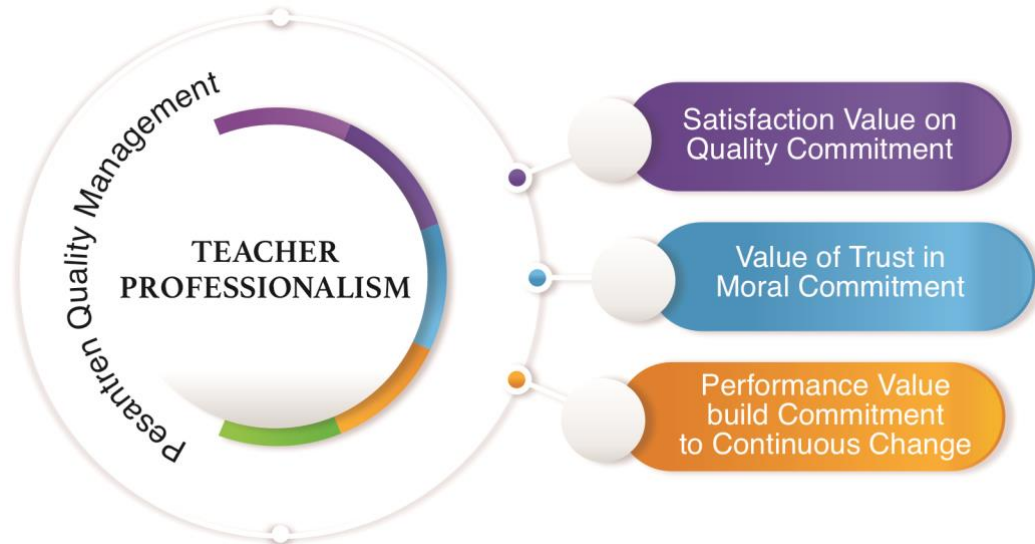 Pesantren Quality Management
TEACHER
PROFESSIONALISM
Satisfaction Value on
Quality Commitment
Value of Trust in
Moral Commitment
Performance Value
build Commitment
to Continuous Change